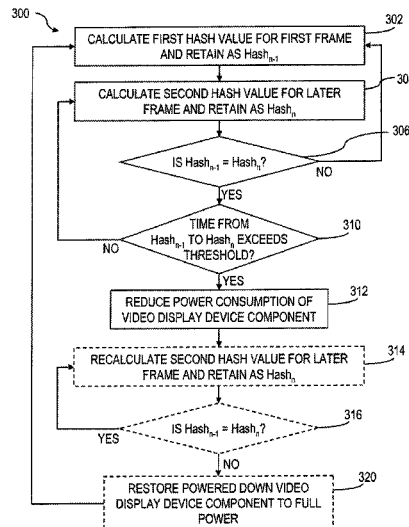 300
302
CALCULATE FIRST HASH VALUE FOR FIRST FRAME
AND RETAIN AS Hashn-1
30
CALCULATE SECOND HASH VALUE FOR LATER
FRAME AND RETAIN AS Hashn
306
IS Hashn-1 = Hashn?
NO
YES
310
TIME FROM
Hashn-1 TO Hashn EXCEEDS
THRESHOLD?
NO
YES
312
REDUCE POWER CONSUMPTION OF
VIDEO DISPLAY DEVICE COMPONENT
314
RECALCULATE SECOND HASH VALUE FOR LATER
FRAME AND RETAIN AS Hashn
316
IS Hashn-1 = Hashn?
YES
NO
320
RESTORE POWERED DOWN VIDEO
DISPLAY DEVICE COMPONENT TO FULL
POWER